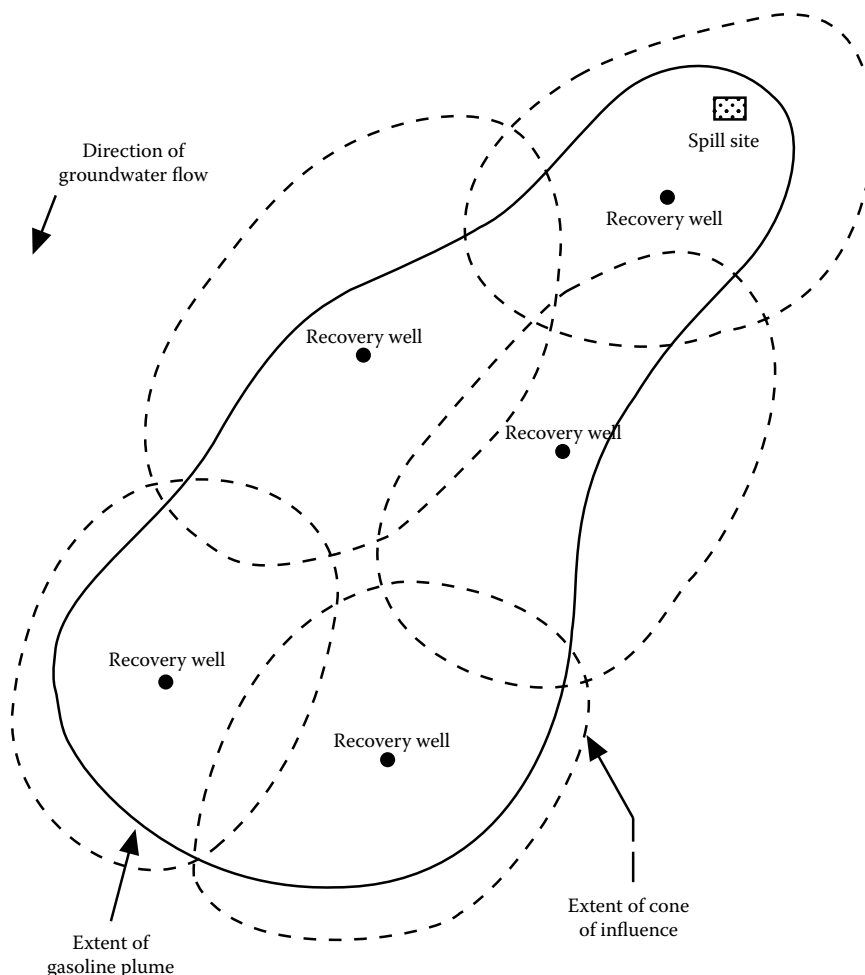 Direction of
groundwater flow
Spill site
Recovery well
Recovery well
Recovery well
Recovery well
Recovery well
Extent of cone
of influence
Extent of
gasoline plume